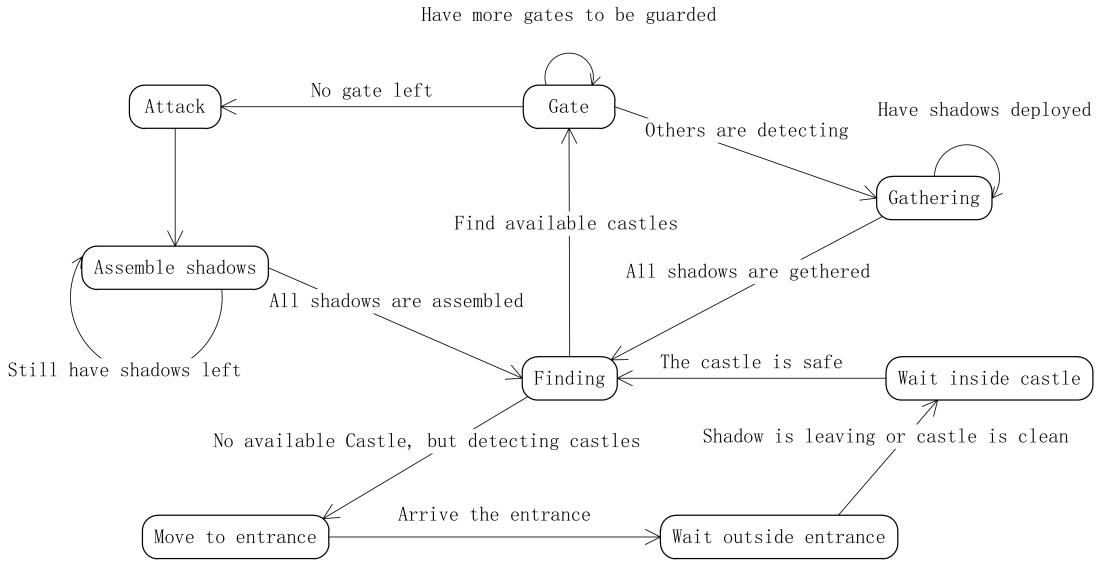 Have more gates to be guarded
No gate left
Attack
Gate
Have shadows deployed
Others are detecting
Gathering
Find available castles
Assemble shadows
All shadows are gethered
All shadows are assembled
Still have shadows left
The castle is safe
Finding
Wait inside castle
No available Castle, but detecting castles
Shadow is leaving or castle is clean
Arrive the entrance
Move to entrance
Wait outside entrance